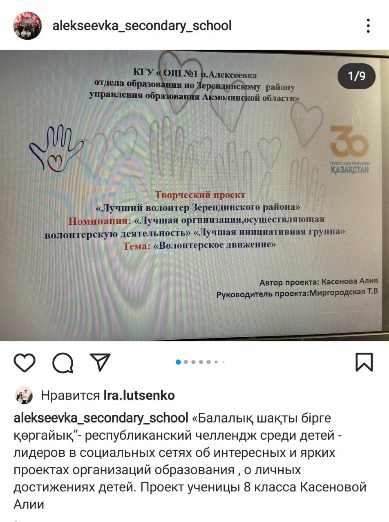 alekseevka_secondary_school
1/9
КГУ « ОШ №1 п.Алексеевка
отдела образования по Зерендинскому району
управления образования Акмолинской области»
30
ҚАЗАҚСТАН
Творческий проект
«Лучший волонтер Зерендинского района»
Номинация: «Лучшая организация,осуществляющая
волонтерскую деятельность» «Лучшая инициативная группа»
Тема: «Волонтерское движение»
Автор проекта: Касенова Алия
Руководитель проекта:Миргородская Т.В
Нравится Ira.lutsenko
alekseevka_secondary_school «Балалық шақты бірге
қорғайық”- республиканский челлендж среди детей -
лидеров в социальных сетях об интересных и ярких
проектах организаций образования , о личных
достижениях детей. Проект ученицы 8 класса Касеновой
Алии